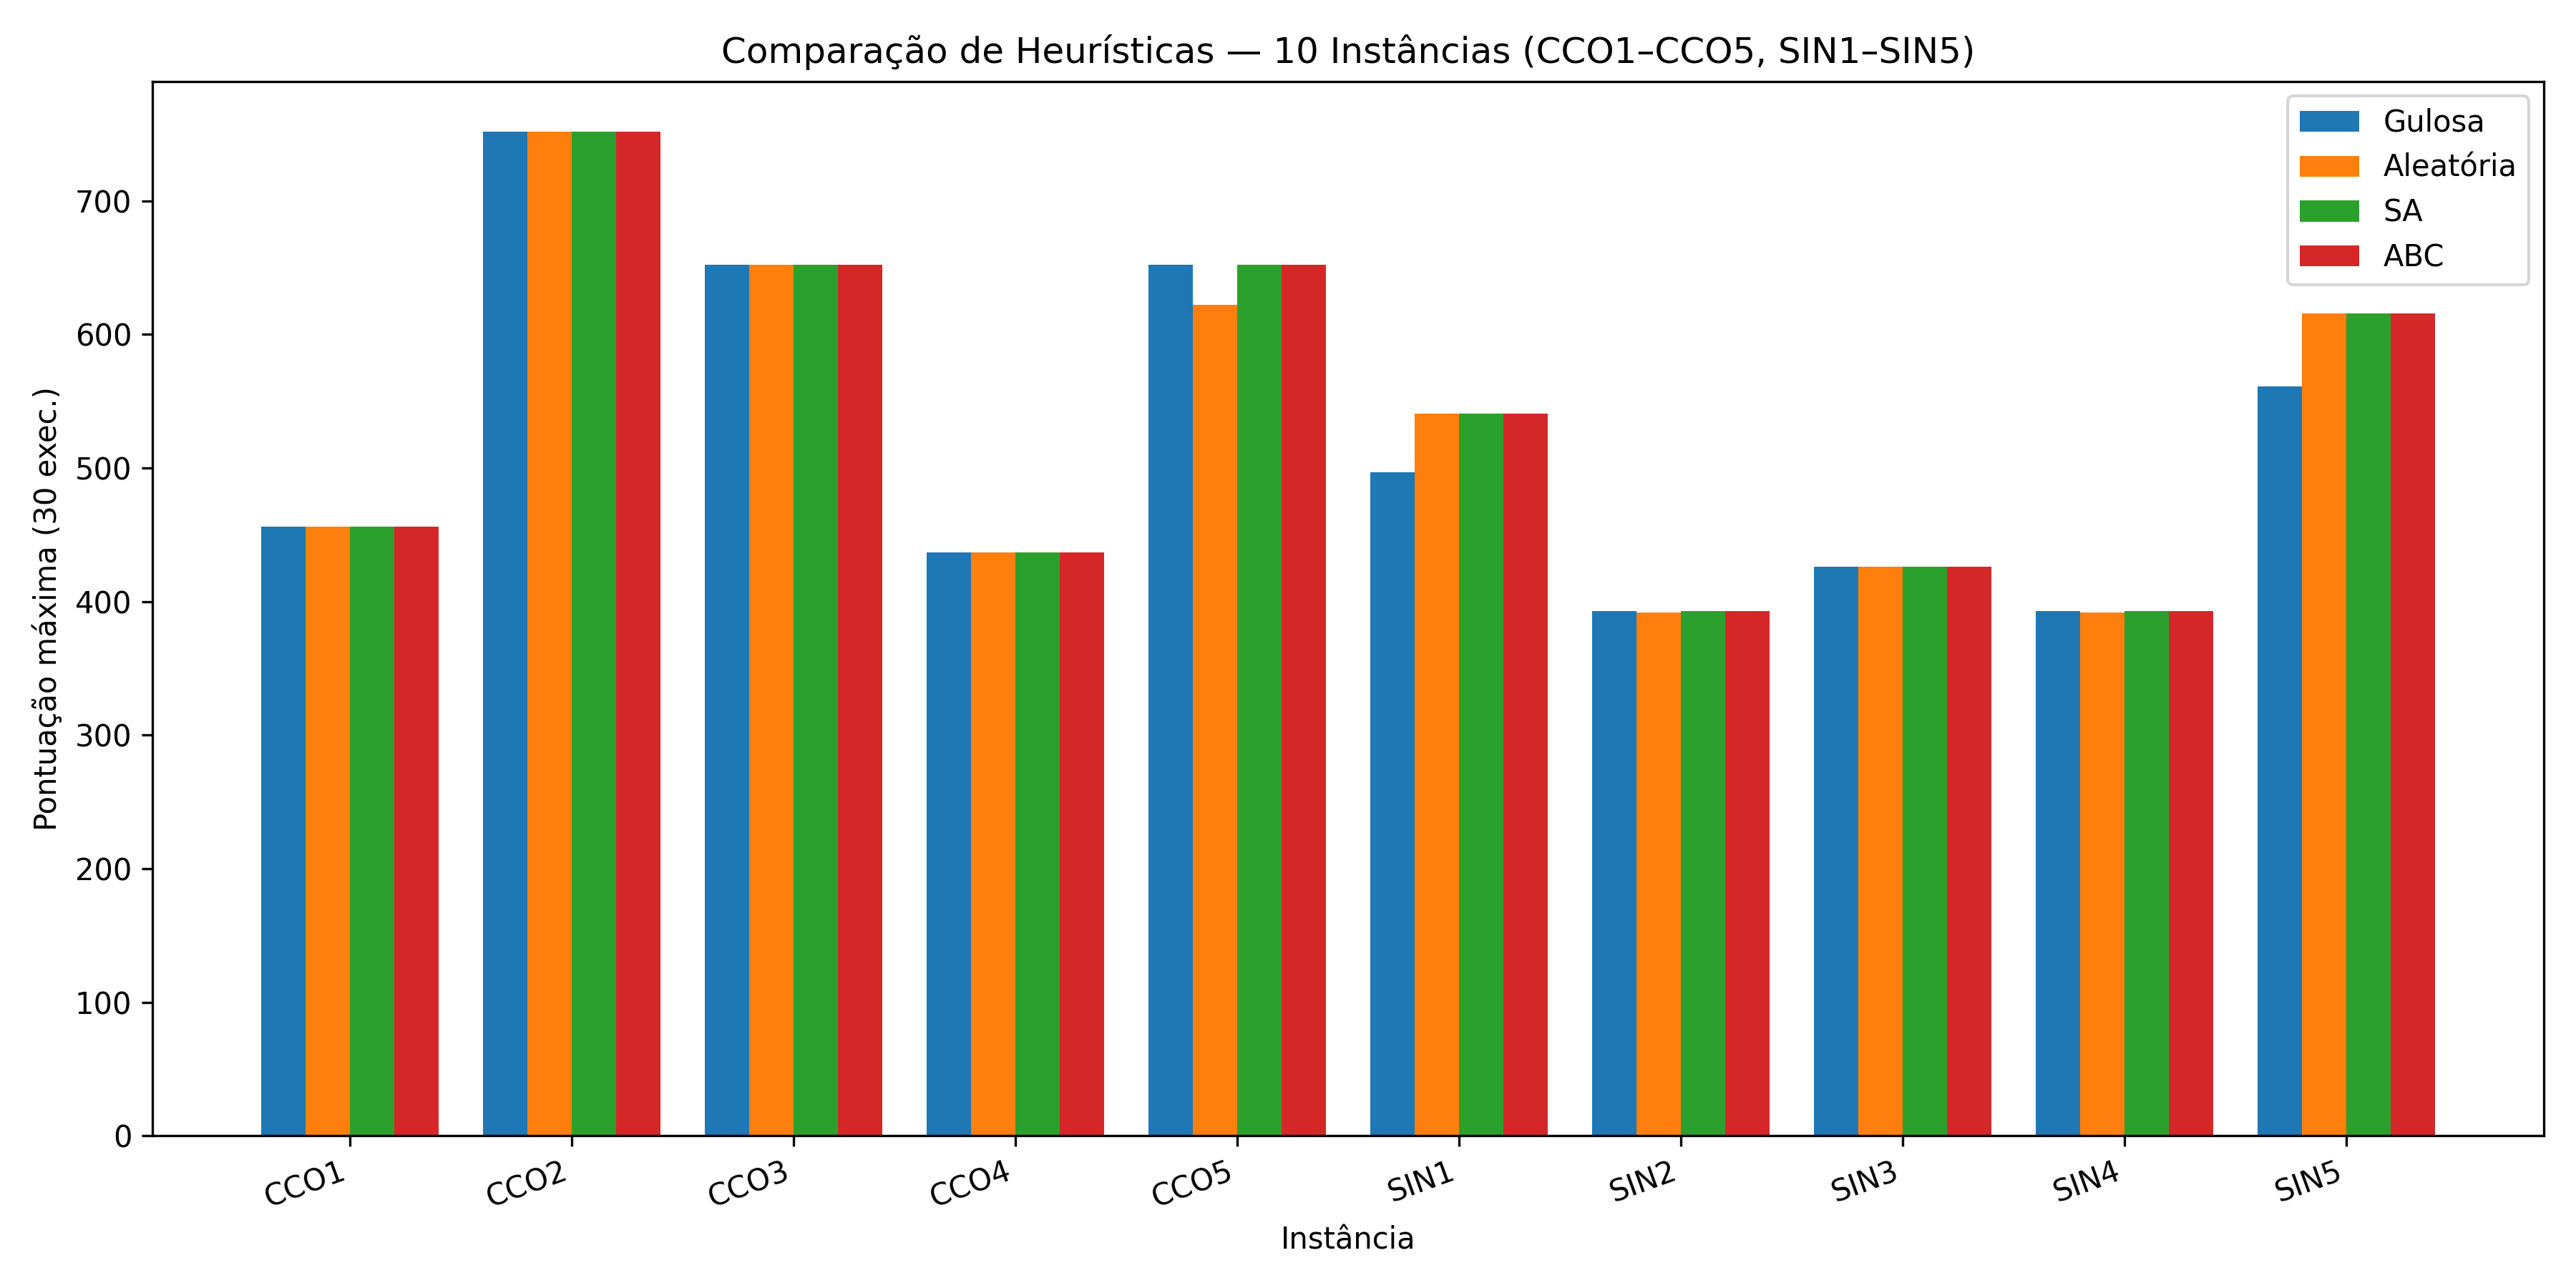 Comparação de Heurísticas — 10 Instâncias (CCO1–CCO5, SIN1–SIN5)
Gulosa
Aleatória
SA
ABC
Pontuação máxima (30 exec.)
700
600
500
400
300
200
100
0
CCO1
CCO2
CCO3
CCO4
CCO5
SIN1
SIN2
SIN3
SIN4
SIN5
Instância